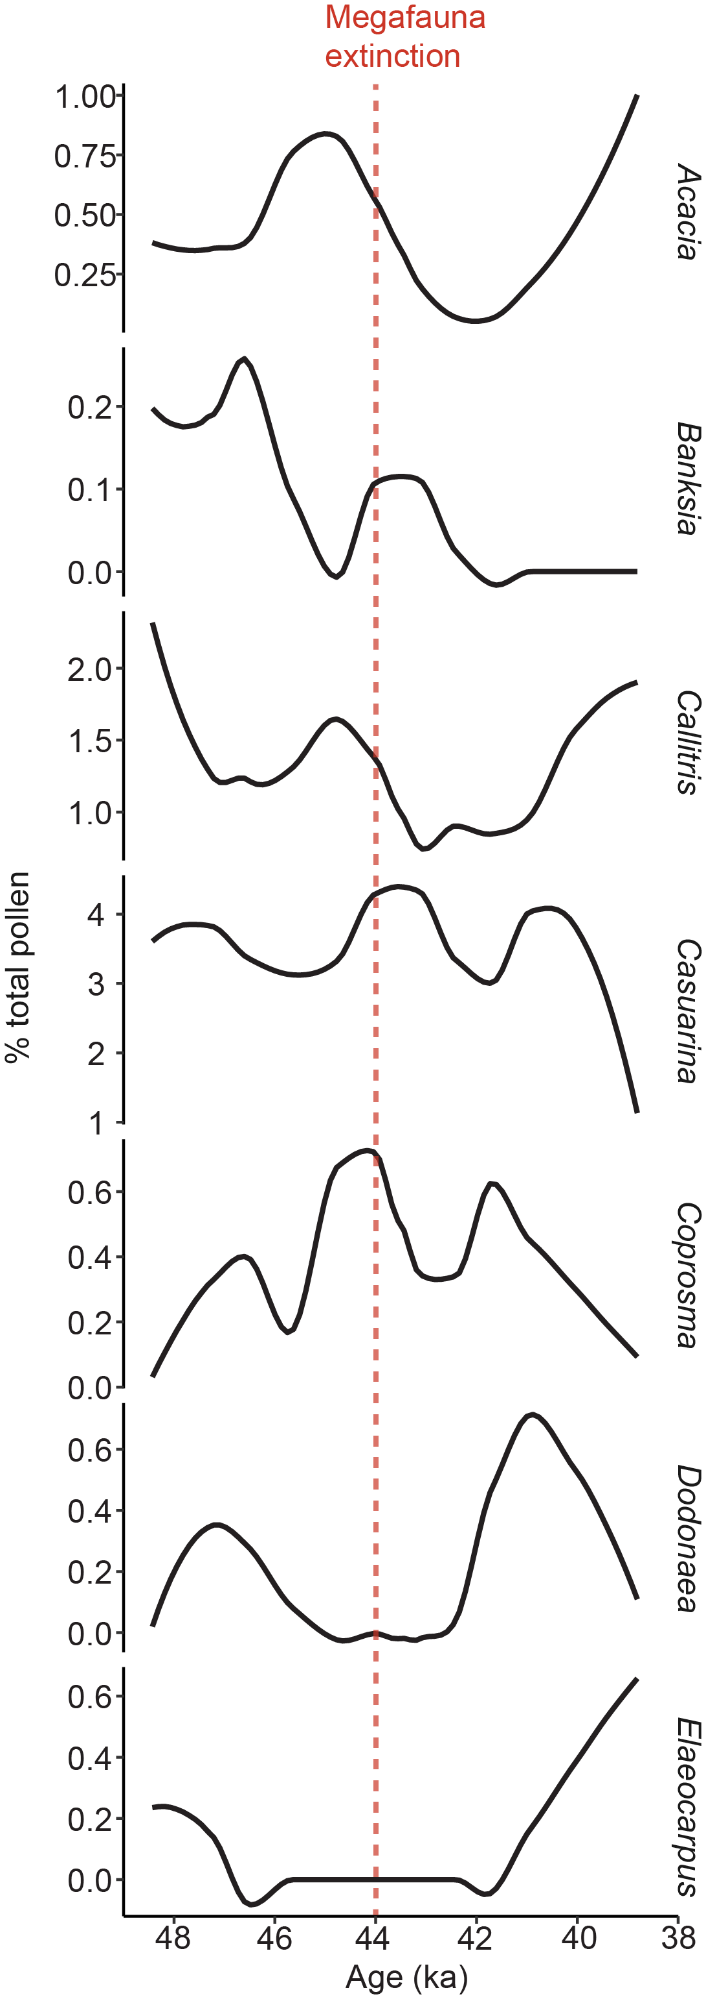 Megafauna
extinction
1.00
0.75
0.50
0.25
Acacia
0.2
0.1
0.0
Banksia
2.0
1.5
1.0
Callitris
% total pollen
4
3
2
1
Casuarina
0.6
0.4
0.2
0.0
Coprosma
0.6
0.4
0.2
0.0
Dodonaea
0.6
0.4
0.2
0.0
Elaeocarpus
48 46 44 42 40 38
Age (ka)